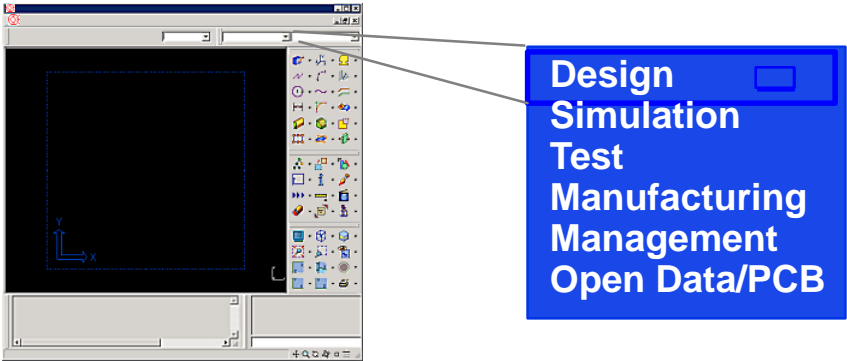 Y
X
Design
Simulation
Test
Manufacturing
Management
Open Data/PCB